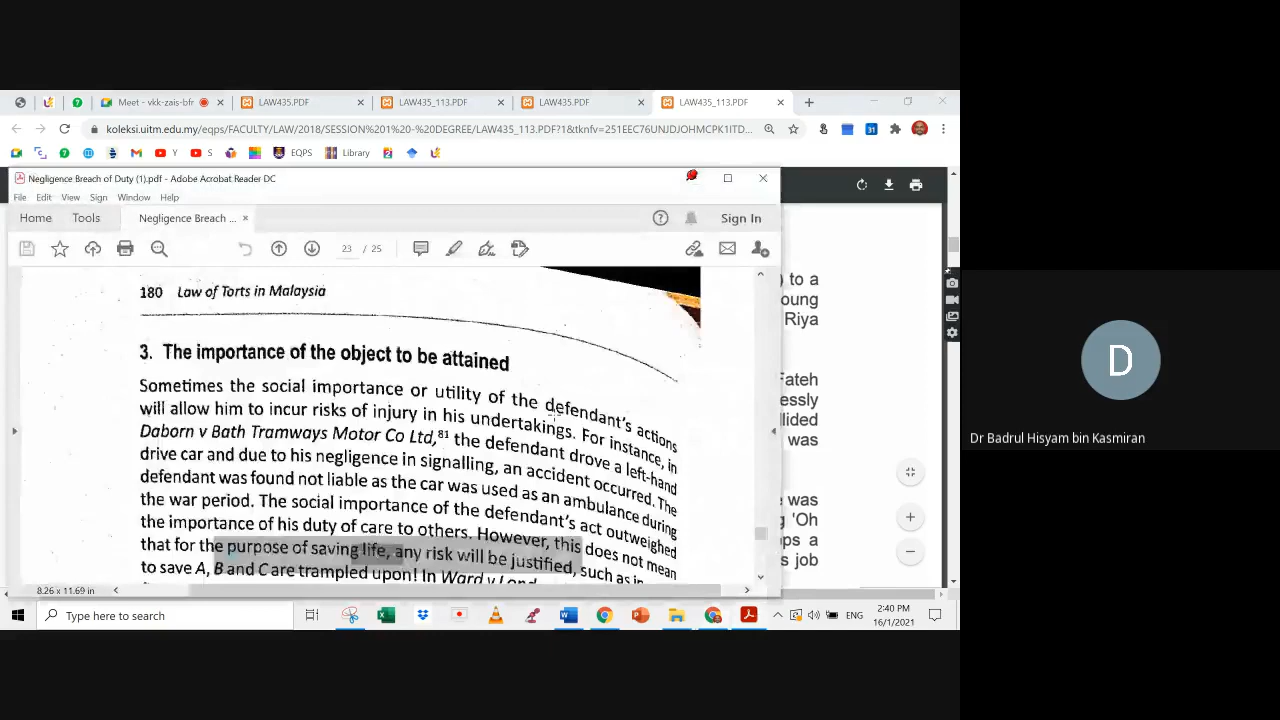 Meet - vkk-zais-bfr
LAW435.PDF
LAW435_113.PDF
LAW435.PDF
LAW435_113.PDF
koleksi.uitm.edu.my/eqps/FACULTY/LAW/2018/SESSION%20%20-%20DEGREE/LAW435_113.PDF?1&tknfv=251EEC76UNJDJOHMCPK1ITD...
Y
S
EQPS
Library
Negligence Breach of Duty (1).pdf - Adobe Acrobat Reader DC
File Edit View Sign Window Help
Home Tools Negligence Breach ... Sign In
23 / 25
180 Law of Torts in Malaysia
3. The importance of the object to be attained
Sometimes the social importance or utility of the defendant's actions
will allow him to incur risks of injury in his undertakings. For instance, in
Daborn v Bath Tramways Motor Co Ltd,81 the defendant drove a left-hand
drive car and due to his negligence in signalling, an accident occurred. The
defendant was found not liable as the car was used as an ambulance during
the war period. The social importance of the defendant's act outweighed
the importance of his duty of care to others. However, this does not mean
that for the purpose of saving life, any risk will be justified, such as in
to save A, B and C are trampled upon! In Ward v
8.26 x 11.69 in
to a
oung
Riya
Fateh
essly
llided
was
e was
g 'Oh
ps a
s job
Type here to search
ENG
2:40 PM
16/1/2021
D
Dr Badrul Hisyam bin Kasmiran